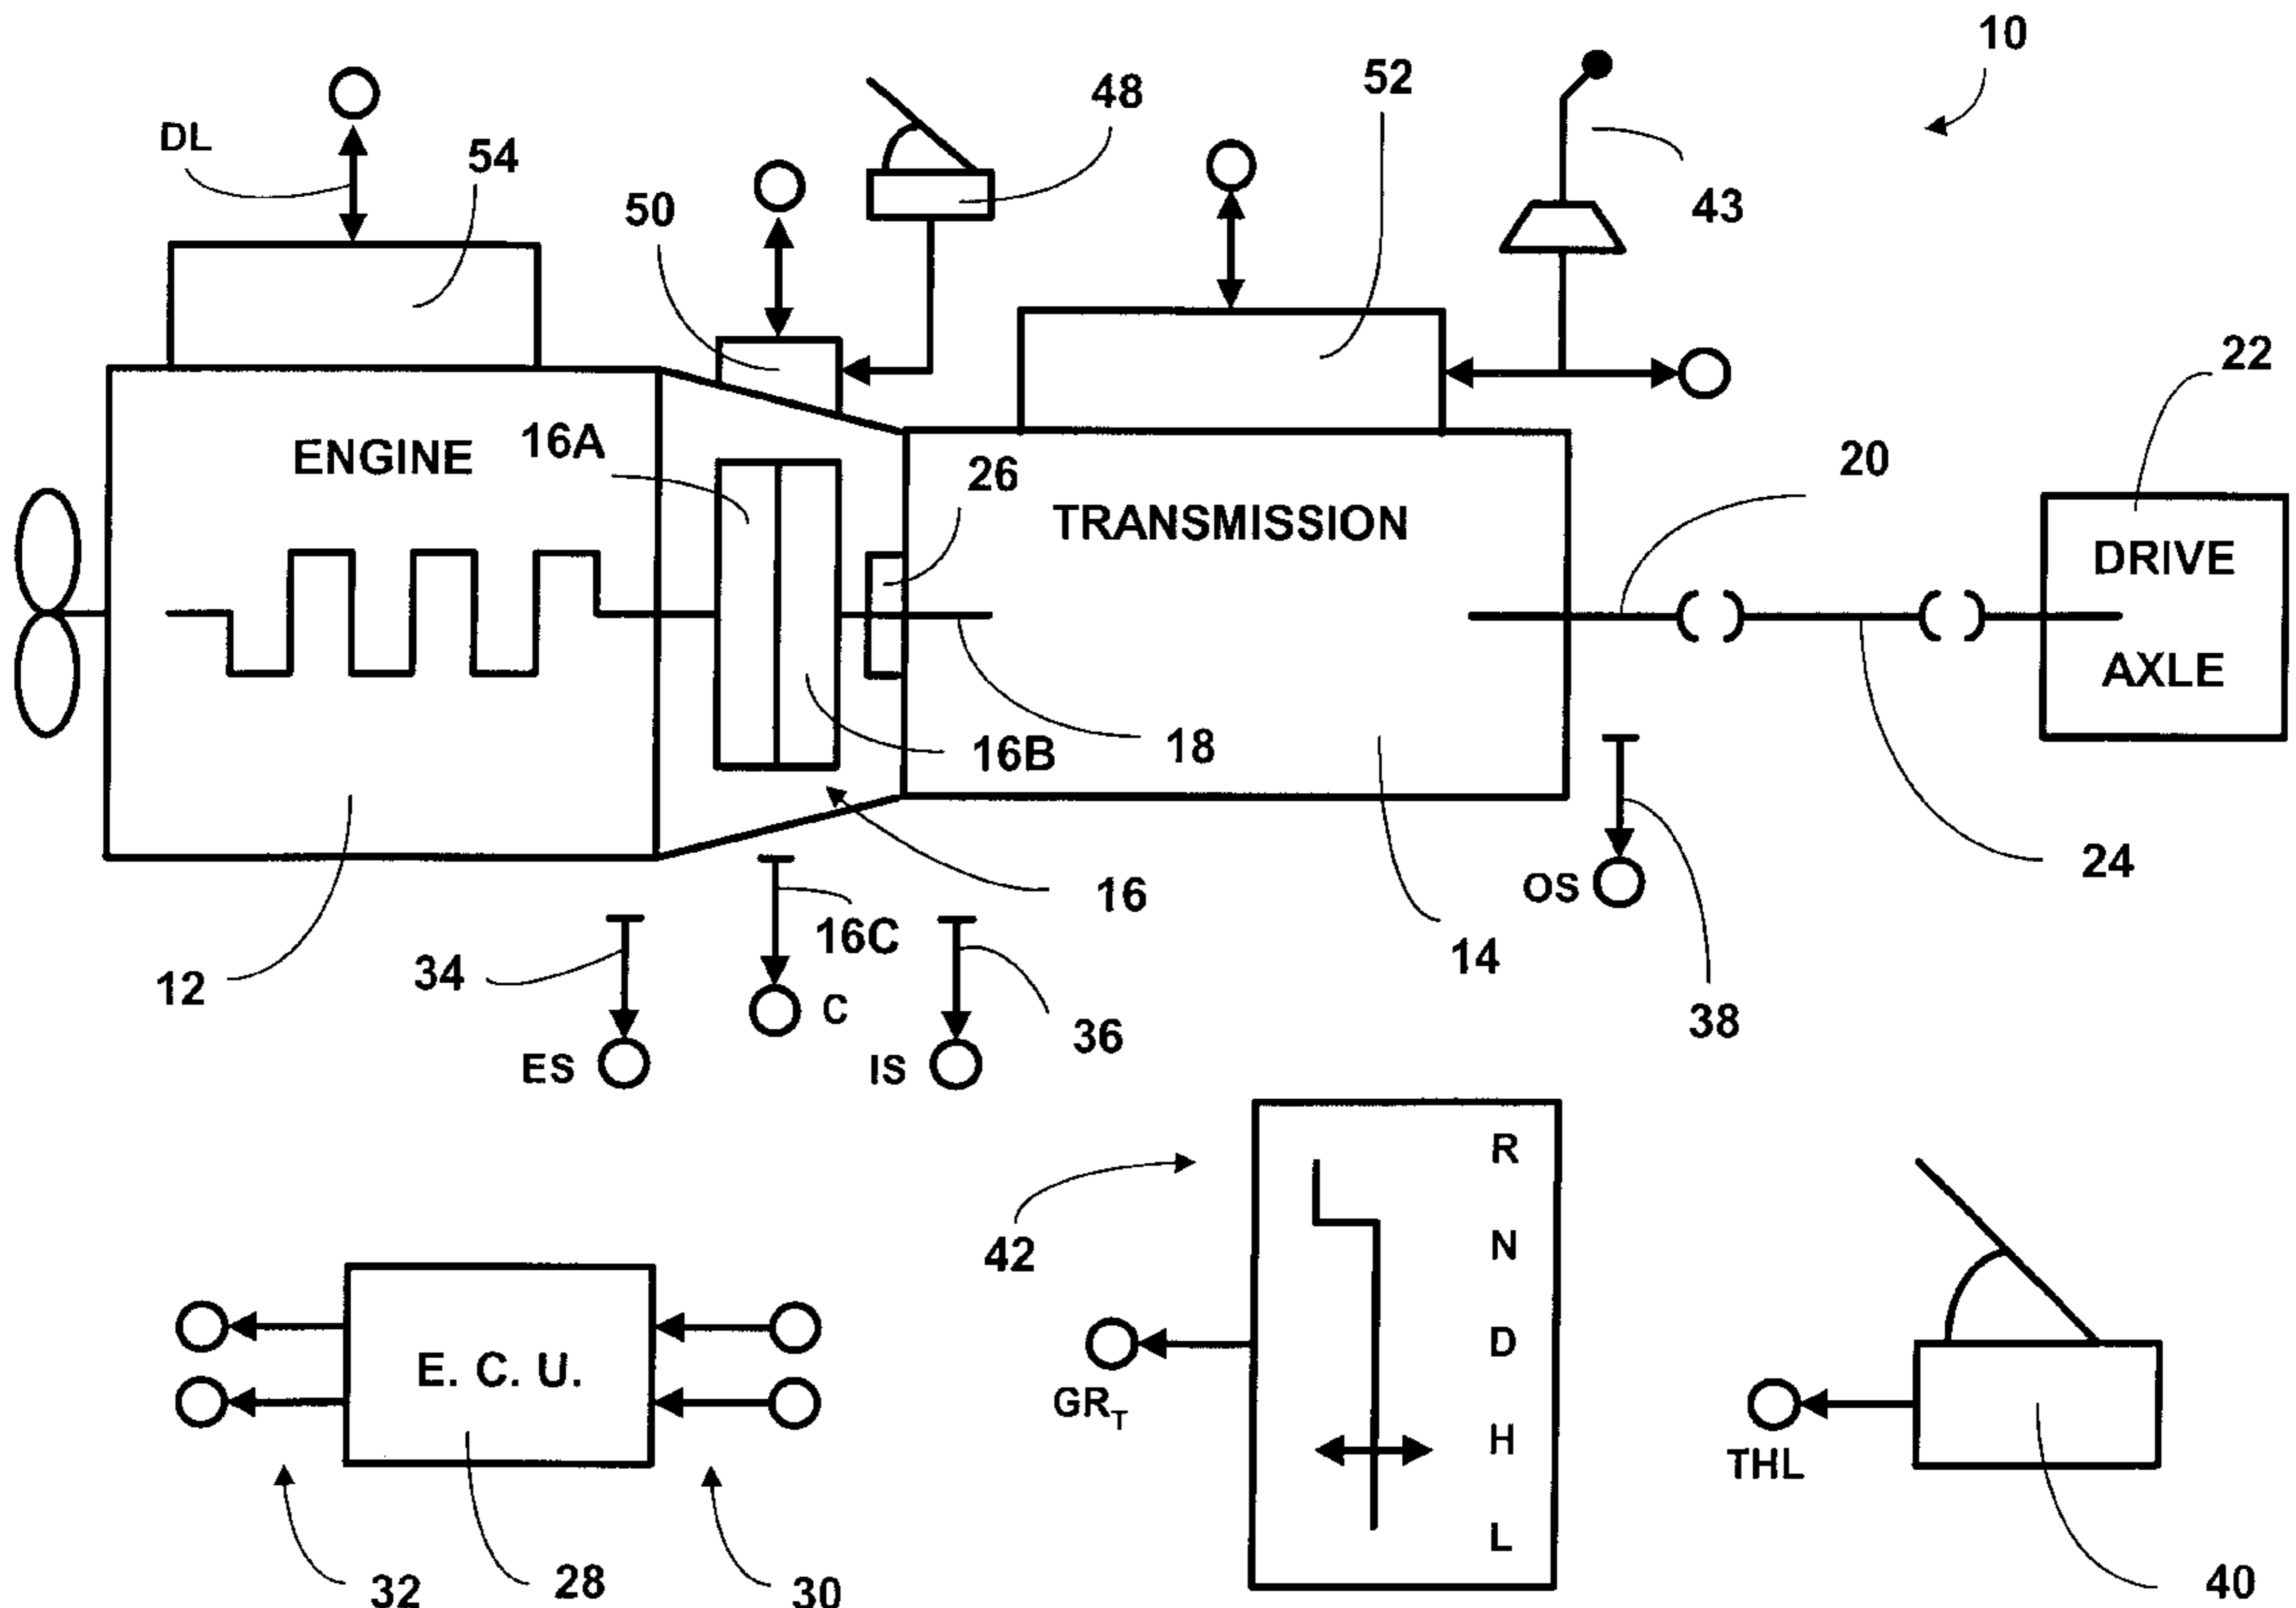 10
DL
54
48
52
50
43
22
ENGINE
16A
26
TRANSMISSION
20
DRIVE
AXLE
16B
18
16
16C
OS
24
12
34
C
14
36
38
ES
IS
R
N
D
H
L
42
E. C. U.
GR_T
THL
32
28
30
40